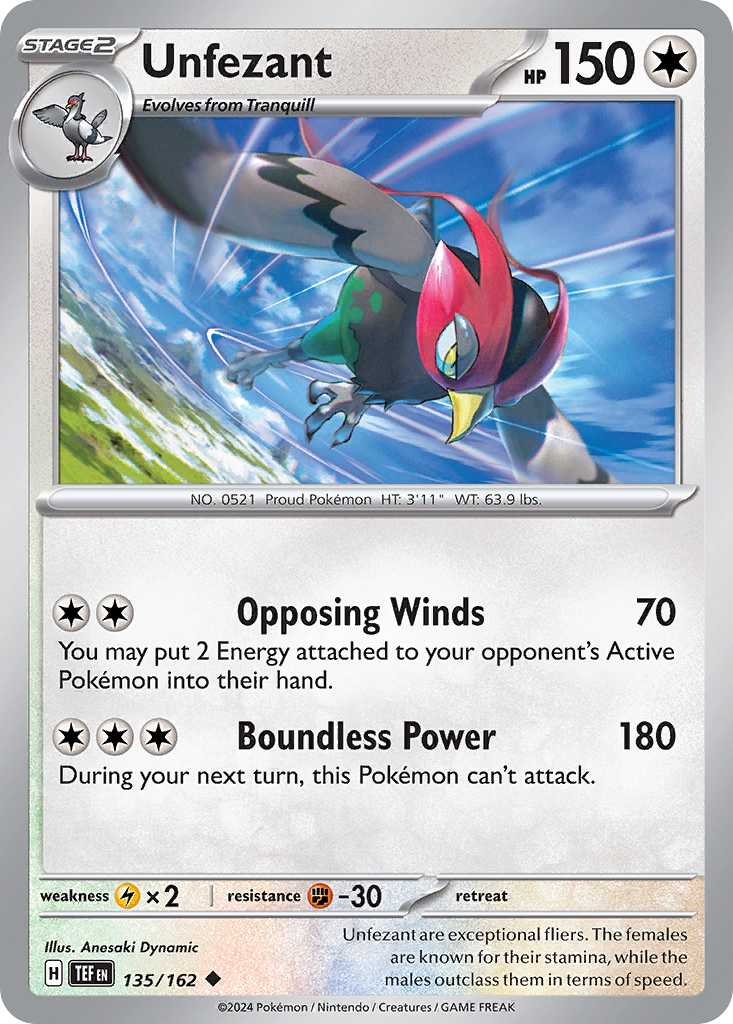 STAGE2
Unfezant
HP 150
Evolves from Tranquill
NO. 0521 Proud Pokémon HT: 3'11" WT: 63.9 lbs.
Opposing Winds 70
You may put 2 Energy attached to your opponent's Active
Pokémon into their hand.
Boundless Power 180
During your next turn, this Pokémon can't attack.
weakness ×2 resistance -30 retreat
Illus. Anesaki Dynamic
H TEF EN 135/162
Unfezant are exceptional fliers. The females
are known for their stamina, while the
males outclass them in terms of speed.
©2024 Pokémon / Nintendo / Creatures / GAME FREAK